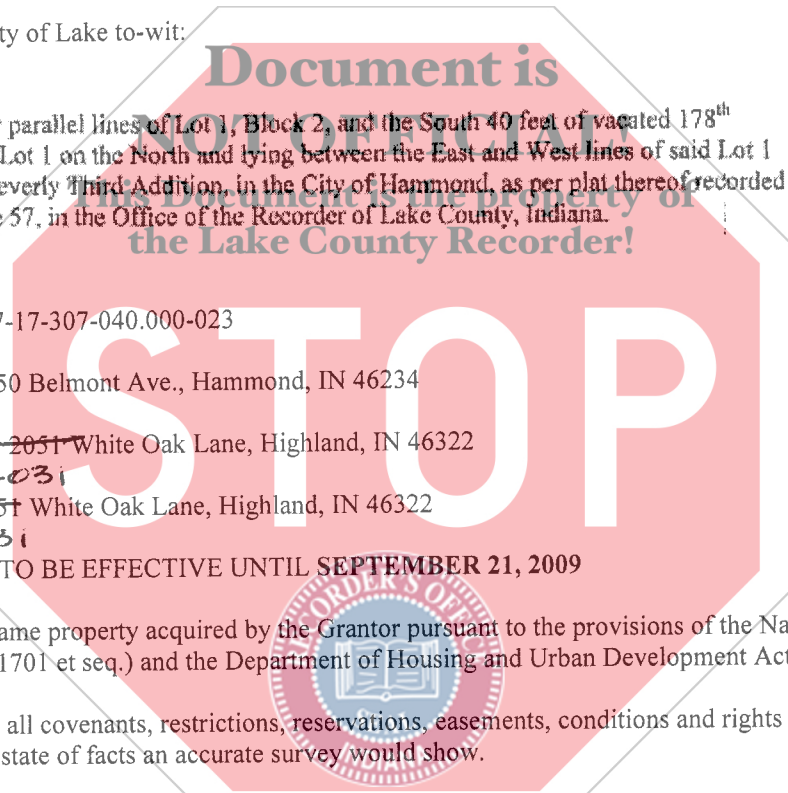 ty of Lake to-wit:
Document is
parallel lines of Lot 1, Block 2, and the South 40 feet of vacated 178th
NOT OFFICIAL!
Lot 1 on the North and lying between the East and West lines of said Lot 1
everly Third Addition, in the City of Hammond, as per plat thereof recorded
This Document is the property of
57, in the Office of the Recorder of Lake County, Indiana.
the Lake County Recorder!
7-17-307-040.000-023
STOP
50 Belmont Ave., Hammond, IN 46234
2051 White Oak Lane, Highland, IN 46322
-03i
51 White Oak Lane, Highland, IN 46322
3i
TO BE EFFECTIVE UNTIL SEPTEMBER 21, 2009
RECORDER'S OFFICE
ame property acquired by the Grantor pursuant to the provisions of the Na
1701 et seq.) and the Department of Housing and Urban Development Act
SEAL
all covenants, restrictions, reservations, easements, conditions and rights
state of facts an accurate survey would show.
INDIANA